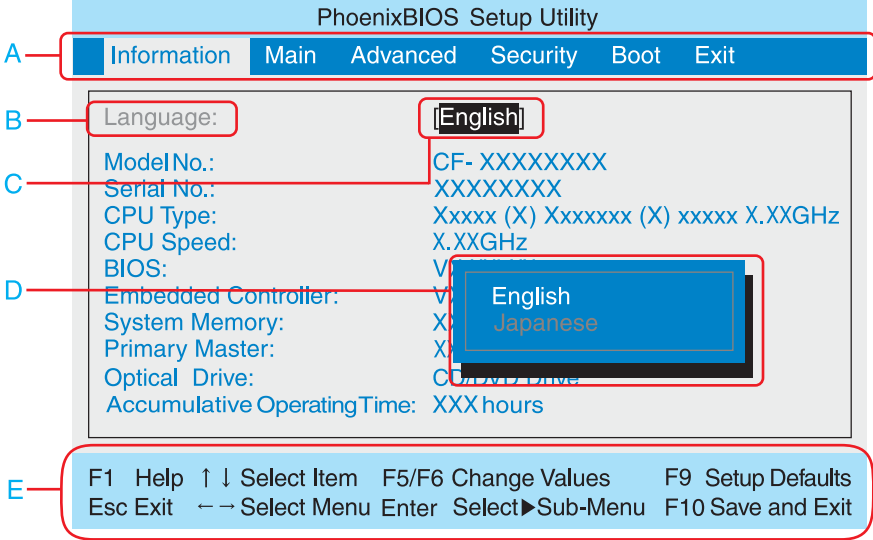 PhoenixBIOS Setup Utility
A
Information Main Advanced Security Boot Exit
B
Language: [English]
Model No.: CF- XXXXXXXX
C
Serial No.: XXXXXXXX
CPU Type: Xxxxx (X) Xxxxxxx (X) xxxxx X.XXGHz
CPU Speed: X.XXGHz
BIOS:
D
Embedded Controller:
English
System Memory:
Japanese
Primary Master:
Optical Drive: CD/DVD Drive
Accumulative Operating Time: XXX hours
E
F1 Help ↑↓ Select Item F5/F6 Change Values F9 Setup Defaults
Esc Exit ←→ Select Menu Enter Select▶Sub-Menu F10 Save and Exit